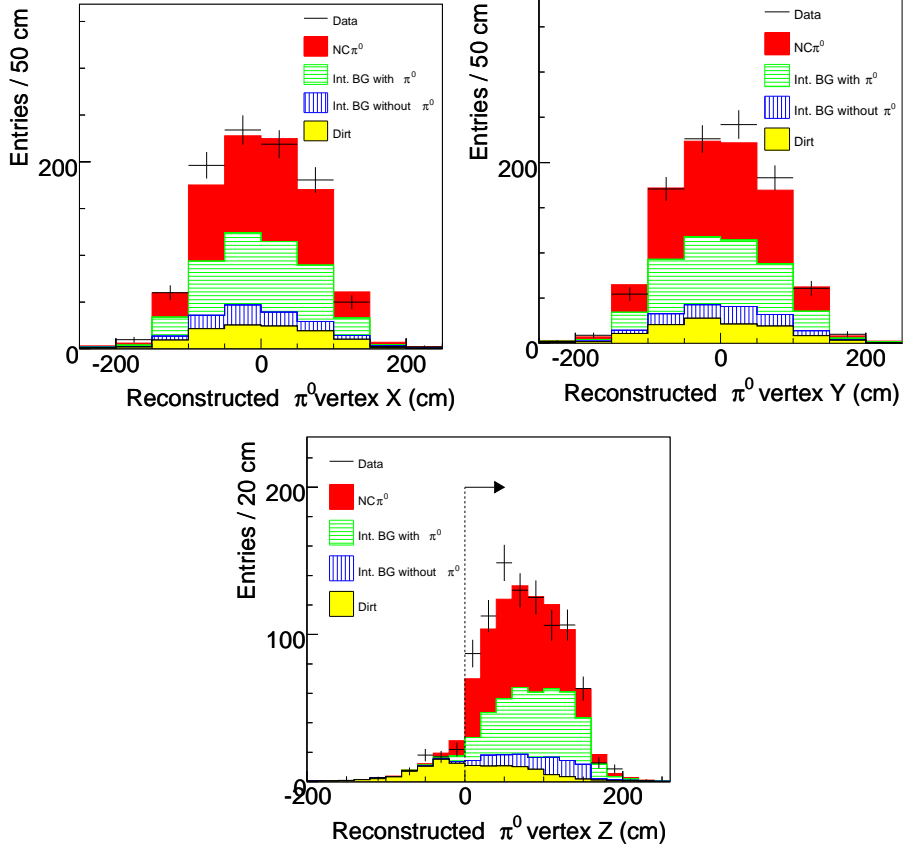 Entries / 50 cm
200
0
Data
NCπ⁰
Int. BG with π⁰
Int. BG without π⁰
Dirt
-200 0 200
Reconstructed π⁰ vertex X (cm)
Entries / 50 cm
200
0
Data
NCπ⁰
Int. BG with π⁰
Int. BG without π⁰
Dirt
-200 0 200
Reconstructed π⁰ vertex Y (cm)
Entries / 20 cm
200
100
0
Data
NCπ⁰
Int. BG with π⁰
Int. BG without π⁰
Dirt
-200 0 200
Reconstructed π⁰ vertex Z (cm)